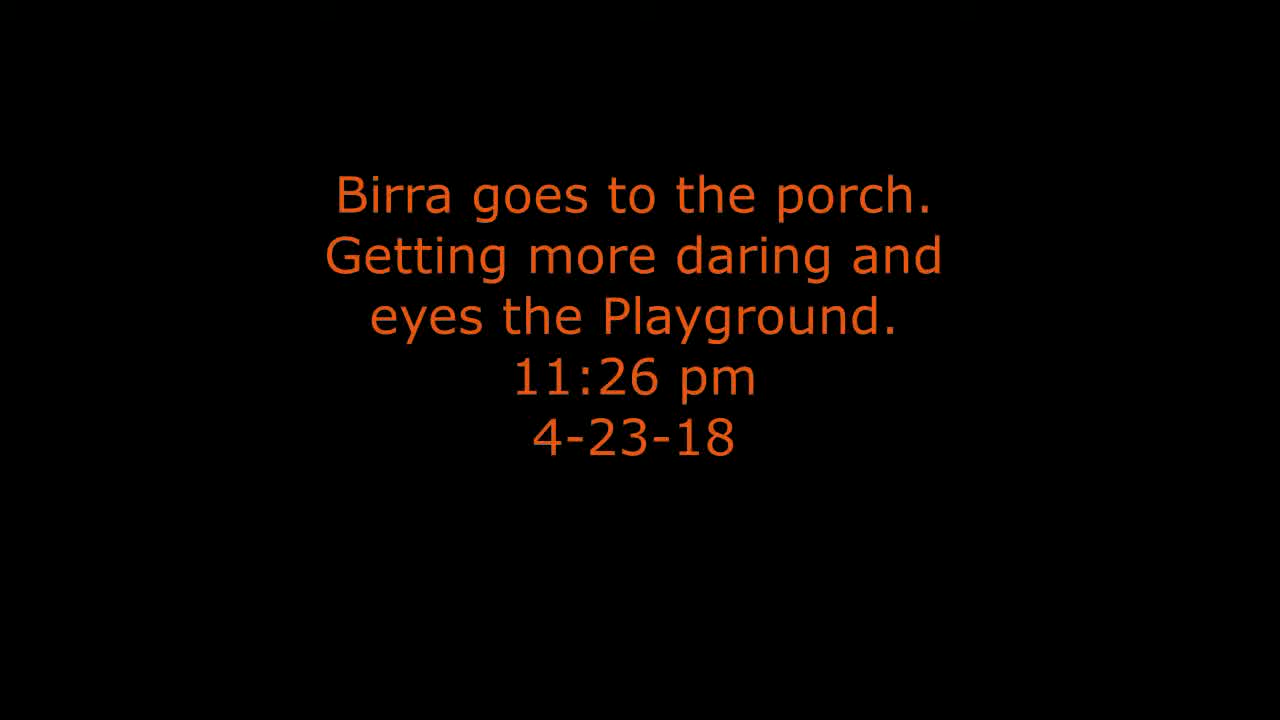 Birra goes to the porch.
Getting more daring and
eyes the Playground.
11:26 pm
4-23-18